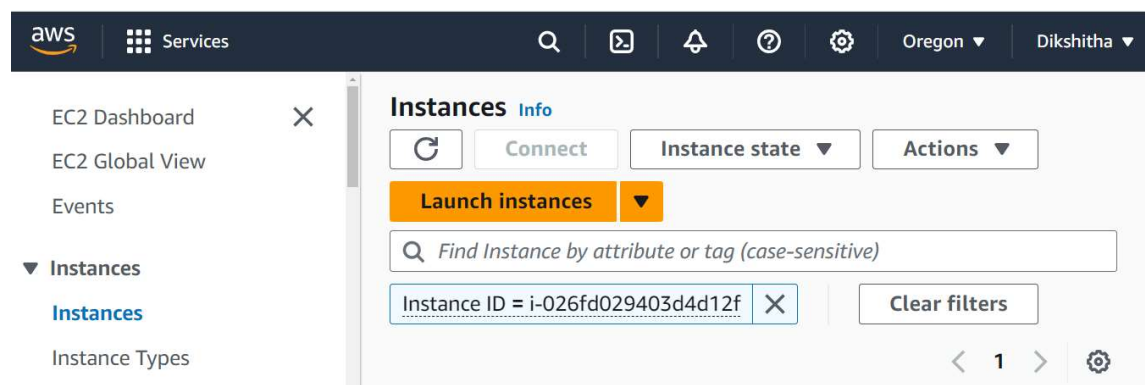 aws Services Oregon Dikshitha
EC2 Dashboard
EC2 Global View
Events
Instances
Instances
Instance Types
Instances Info
Connect Instance state Actions
Launch instances
Find Instance by attribute or tag (case-sensitive)
Instance ID = i-026fd029403d4d12f Clear filters
1